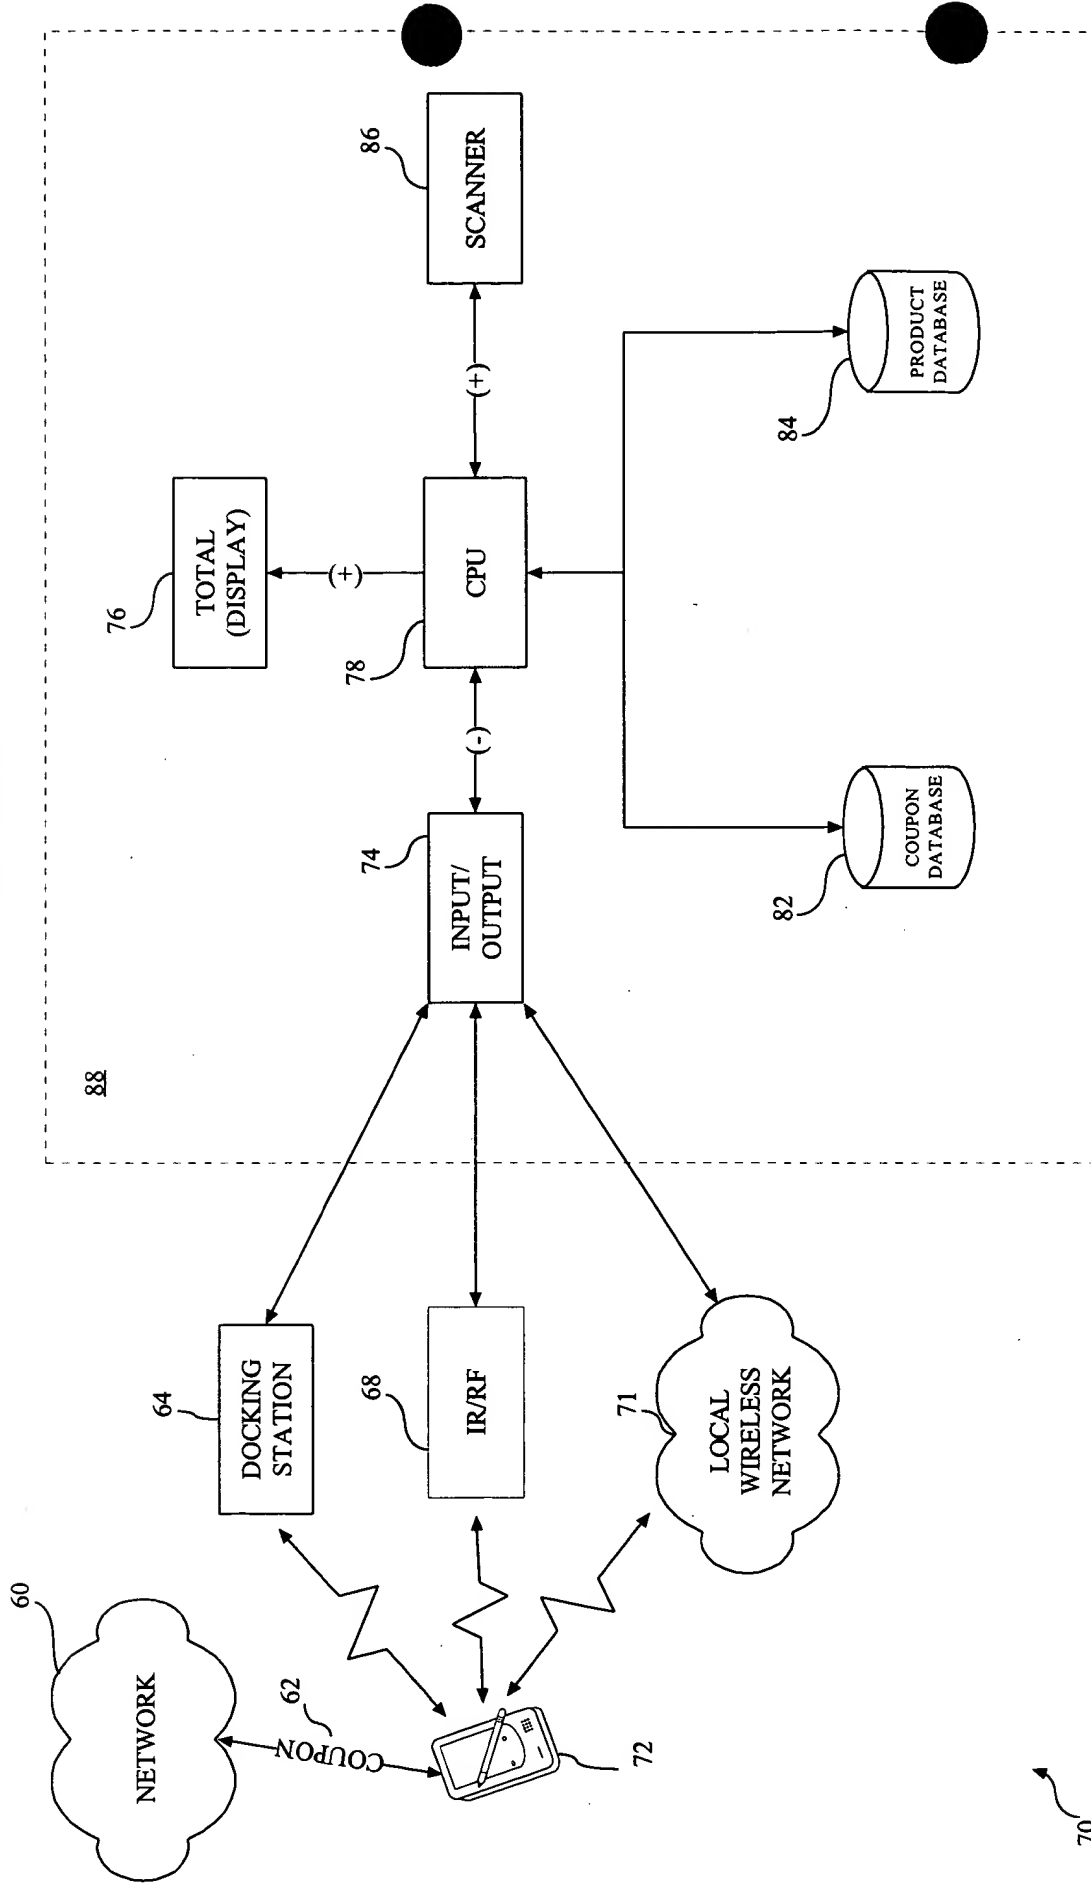 60
NETWORK
COUPON
62
72
64
DOCKING
STATION
68
IR/RF
71
LOCAL
WIRELESS
NETWORK
70
88
74
INPUT/
OUTPUT
(-)
76
TOTAL
(DISPLAY)
(+)
78
CPU
(+)
86
SCANNER
82
COUPON
DATABASE
84
PRODUCT
DATABASE